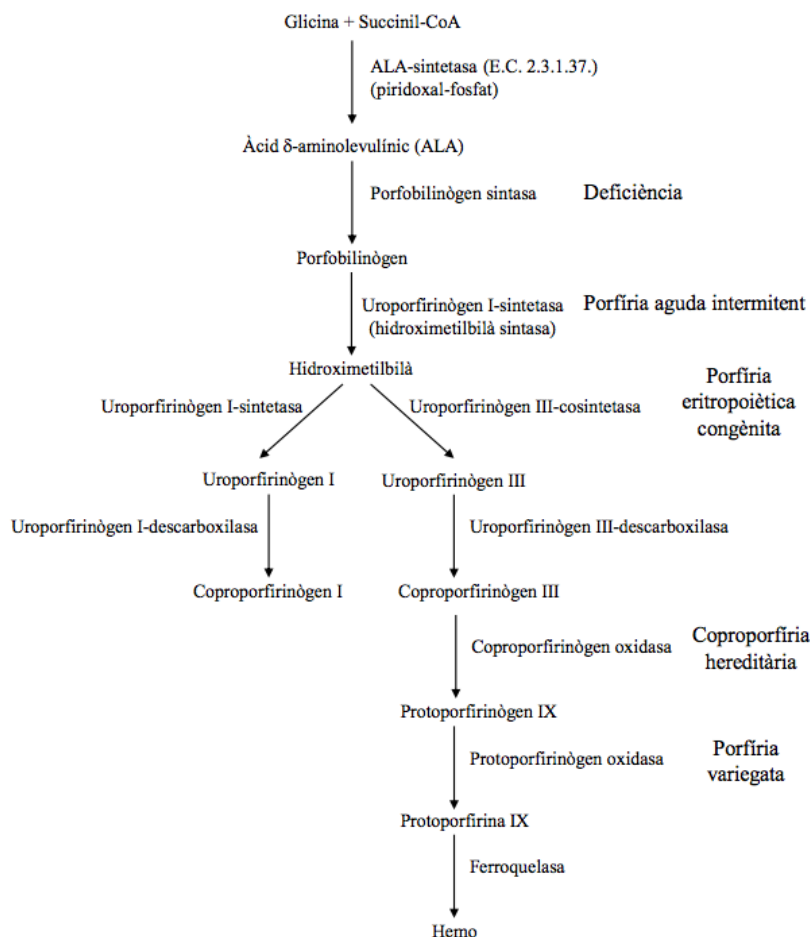 Glicina + Succinil-CoA
ALA-sintetasa (E.C. 2.3.1.37.)
(piridoxal-fosfat)
Àcid δ-aminolevulínic (ALA)
Porfobilinògen sintasa
Deficiència
Porfobilinògen
Uroporfirinògen I-sintetasa
(hidroximetilbilà sintasa)
Porfíria aguda intermitent
Hidroximetilbilà
Uroporfirinògen I-sintetasa
Uroporfirinògen III-cosintetasa
Porfíria
eritropoiètica
congènita
Uroporfirinògen I
Uroporfirinògen III
Uroporfirinògen I-descarboxilasa
Uroporfirinògen III-descarboxilasa
Coproporfirinògen I
Coproporfirinògen III
Coproporfirinògen oxidasa
Coproporfíria
hereditària
Protoporfirinògen IX
Protoporfirinògen oxidasa
Porfíria
variegata
Protoporfirina IX
Ferroquelasa
Hemo